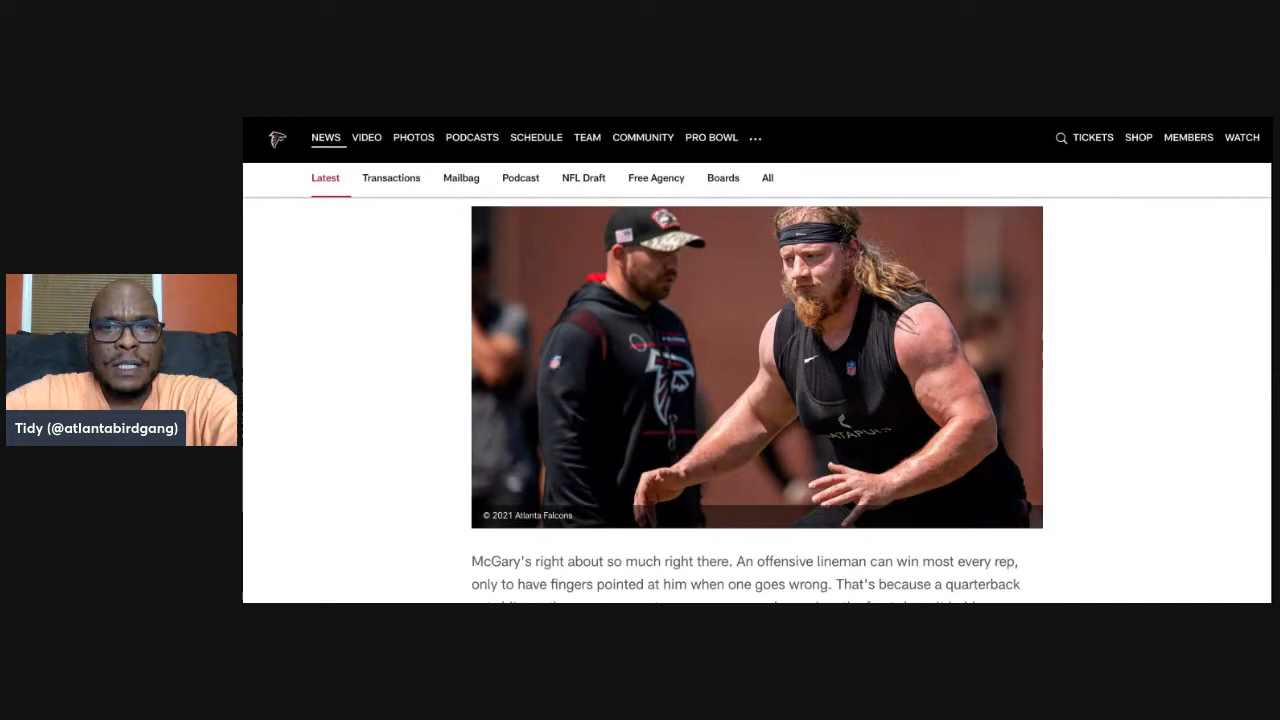 NEWS VIDEO PHOTOS PODCASTS SCHEDULE TEAM COMMUNITY PRO BOWL ... TICKETS SHOP MEMBERS WATCH
Latest Transactions Mailbag Podcast NFL Draft Free Agency Boards All
CATAPULT
© 2021 Atlanta Falcons
Tidy (@atlantabirdgang)
McGary's right about so much right there. An offensive lineman can win most every rep,
only to have fingers pointed at him when one goes wrong. That's because a quarterback